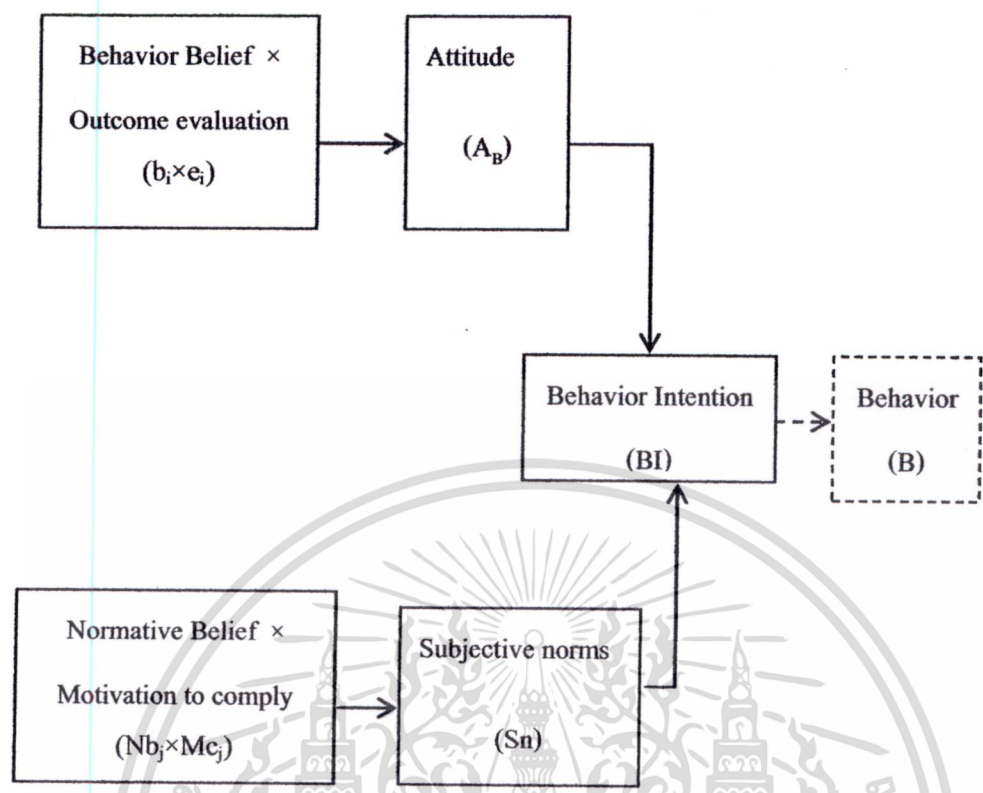 Behavior Belief ×
Outcome evaluation
(bᵢ×eᵢ)
Attitude
(A_B)
Behavior Intention
(BI)
Behavior
(B)
Normative Belief ×
Motivation to comply
(Nbⱼ×Mcⱼ)
Subjective norms
(Sn)